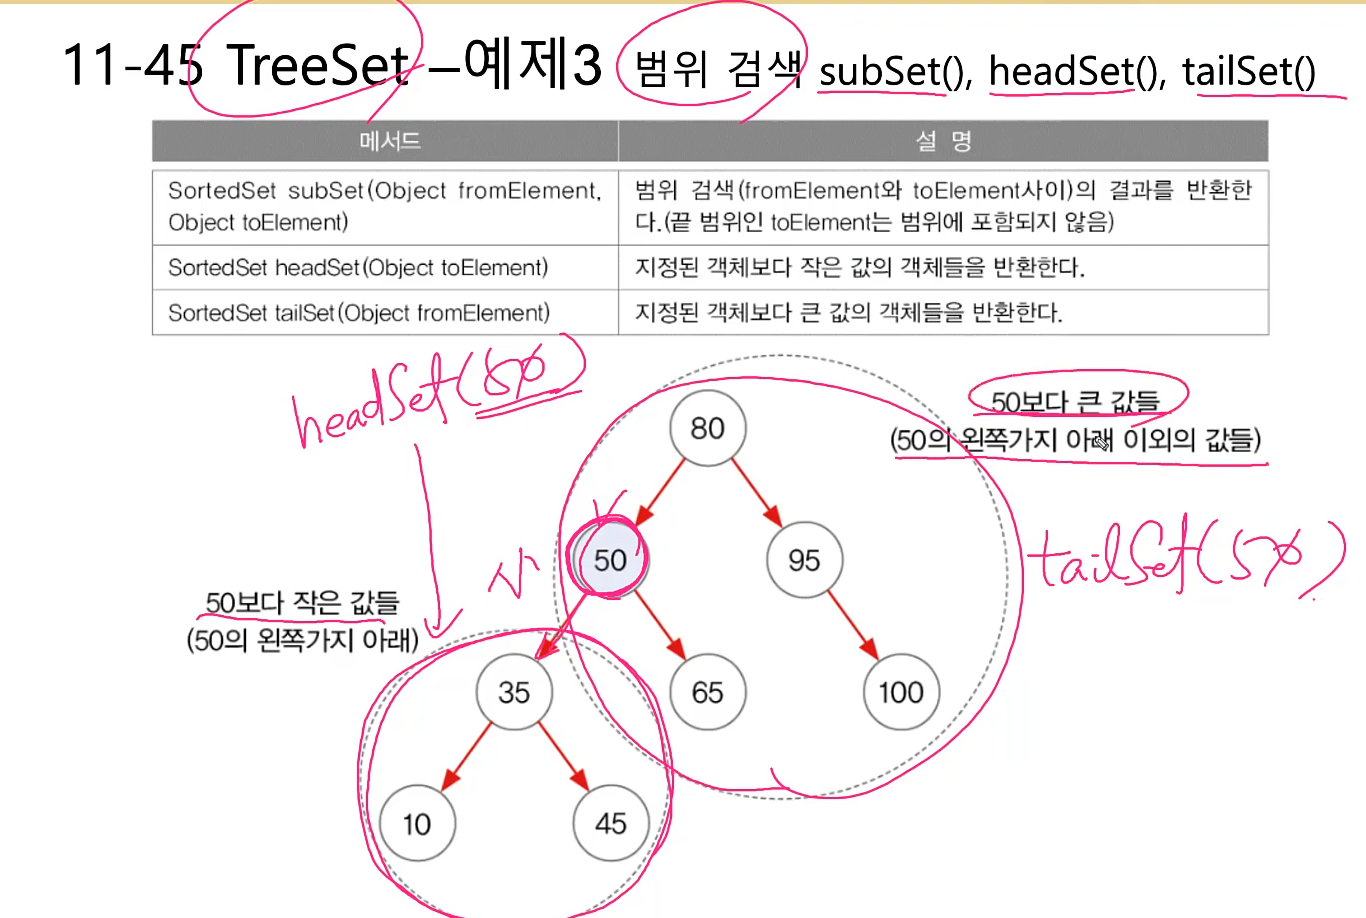 11-45 TreeSet –예제3 범위 검색 subSet(), headSet(), tailSet()
메서드
설 명
SortedSet subSet(Object fromElement,
Object toElement)
범위 검색(fromElement와 toElement사이)의 결과를 반환한
다.(끝 범위인 toElement는 범위에 포함되지 않음)
SortedSet headSet(Object toElement)
지정된 객체보다 작은 값의 객체들을 반환한다.
SortedSet tailSet(Object fromElement)
지정된 객체보다 큰 값의 객체들을 반환한다.
headSet(50)
80
50보다 큰 값들
(50의 왼쪽가지 아래 이외의 값들)
50
95
tailSet(50)
50보다 작은 값들
(50의 왼쪽가지 아래)
35
65
100
10
45